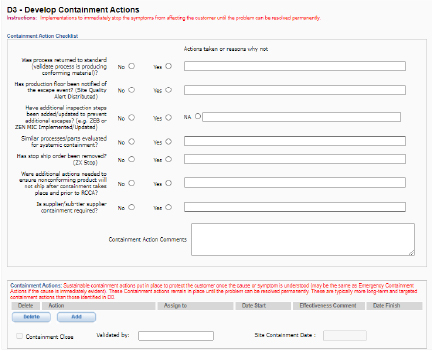 D3 - Develop Containment Actions
Instructions: Implementations to immediately stop the symptoms from affecting the customer until the problem can be resolved permanently.
Containment Action Checklist
Actions taken or reasons why not
Was process returned to standard
(validate process is producing
conforming material)?
No
Yes
Has production floor been notified of
the escape event? (Site Quality
Alert Distributed)
No
Yes
Have additional inspection steps
been added/updated to prevent
additional escapes? (e.g. ZEB or
ZEN MIC Implemented/Updated)
No
Yes
NA
Similar processes/parts evaluated
for systemic containment?
No
Yes
Has stop ship order been removed?
(ZX Stop)
No
Yes
Were additional actions needed to
ensure nonconforming product will
not ship after containment takes
place and prior to RCCA?
No
Yes
Is supplier/sub-tier supplier
containment required?
No
Yes
Containment Action Comments
Containment Actions: Sustainable containment actions put in place to protect the customer once the cause or symptom is understood (may be the same as Emergency Containment
Actions if the cause is immediately evident). These Containment actions remain in place until the problem can be resolved permanently. These are typically more long-term and targeted
containment actions than those identified in D0.
Delete Action Assign to Date Start Effectiveness Comment Date Finish
Delete Add
Containment Close Validated by: Site Containment Date :